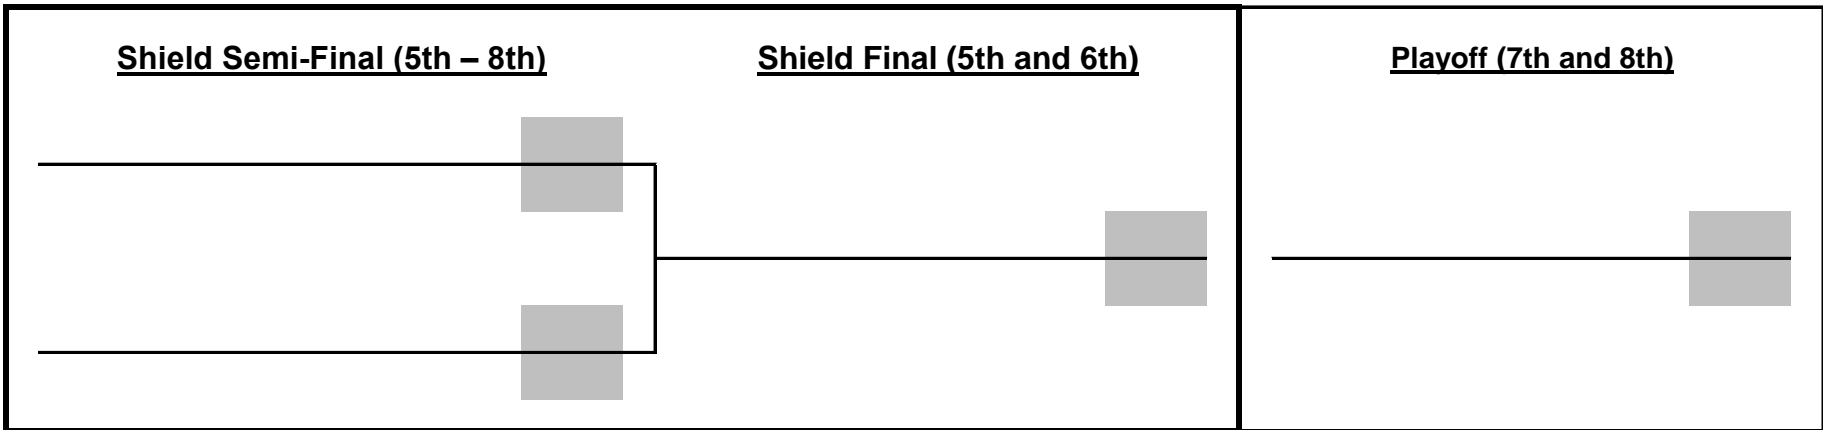 Shield Semi-Final (5th – 8th)
Shield Final (5th and 6th)
Playoff (7th and 8th)